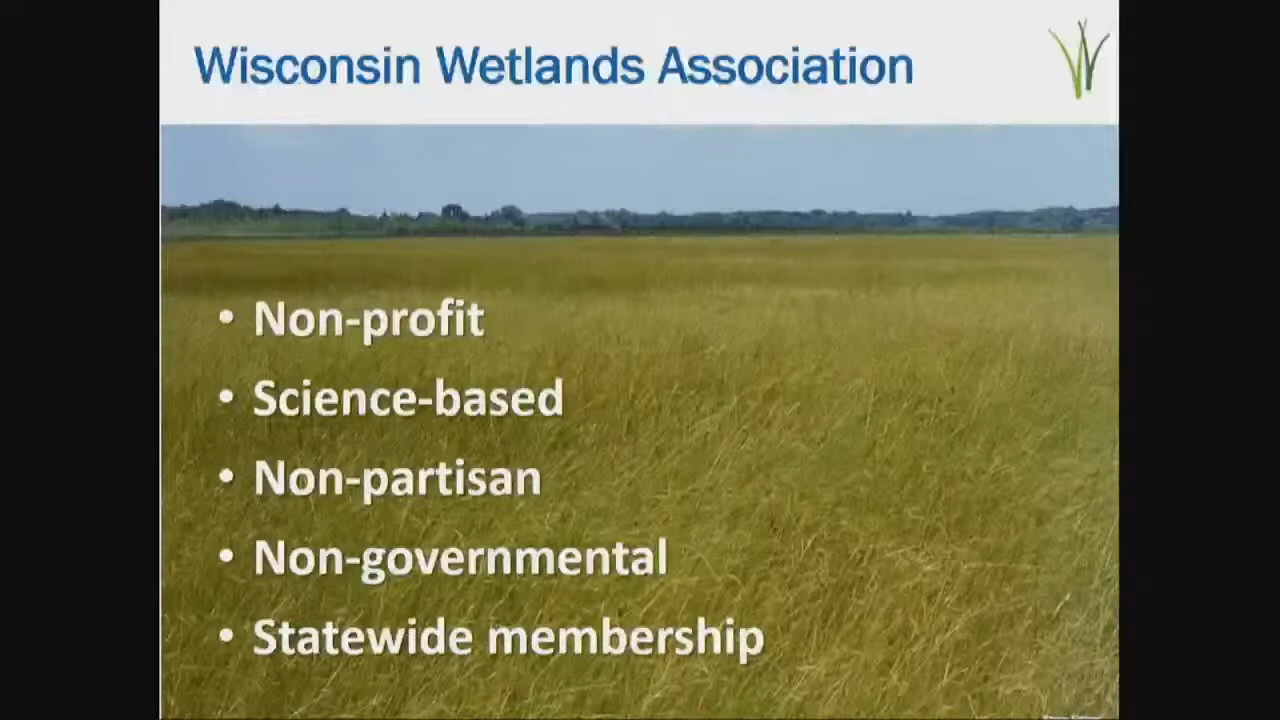 Wisconsin Wetlands Association
• Non-profit
• Science-based
• Non-partisan
• Non-governmental
• Statewide membership